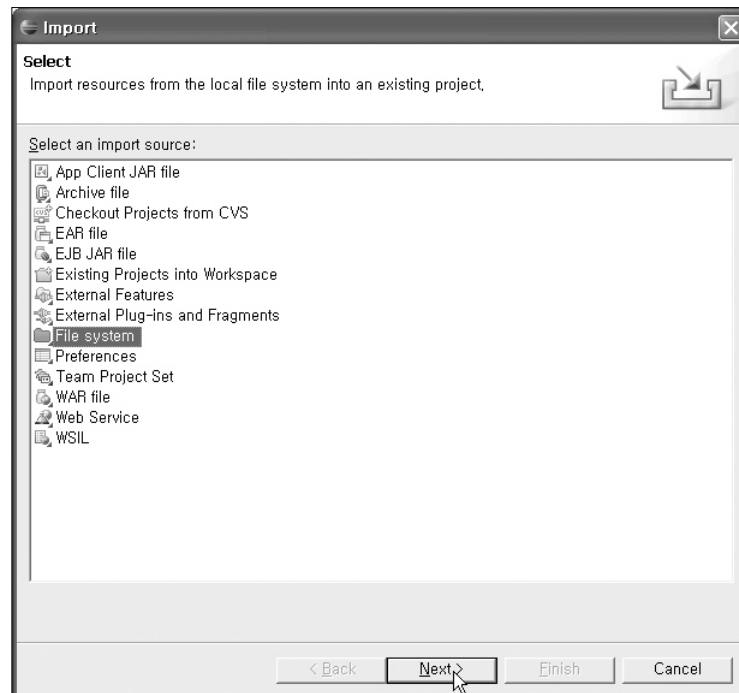 Import
Select
Import resources from the local file system into an existing project.
Select an import source:
App Client JAR file
Archive file
Checkout Projects from CVS
EAR file
EJB JAR file
Existing Projects into Workspace
External Features
External Plug-ins and Fragments
File system
Preferences
Team Project Set
WAR file
Web Service
WSIL
< Back
Next >
Finish
Cancel